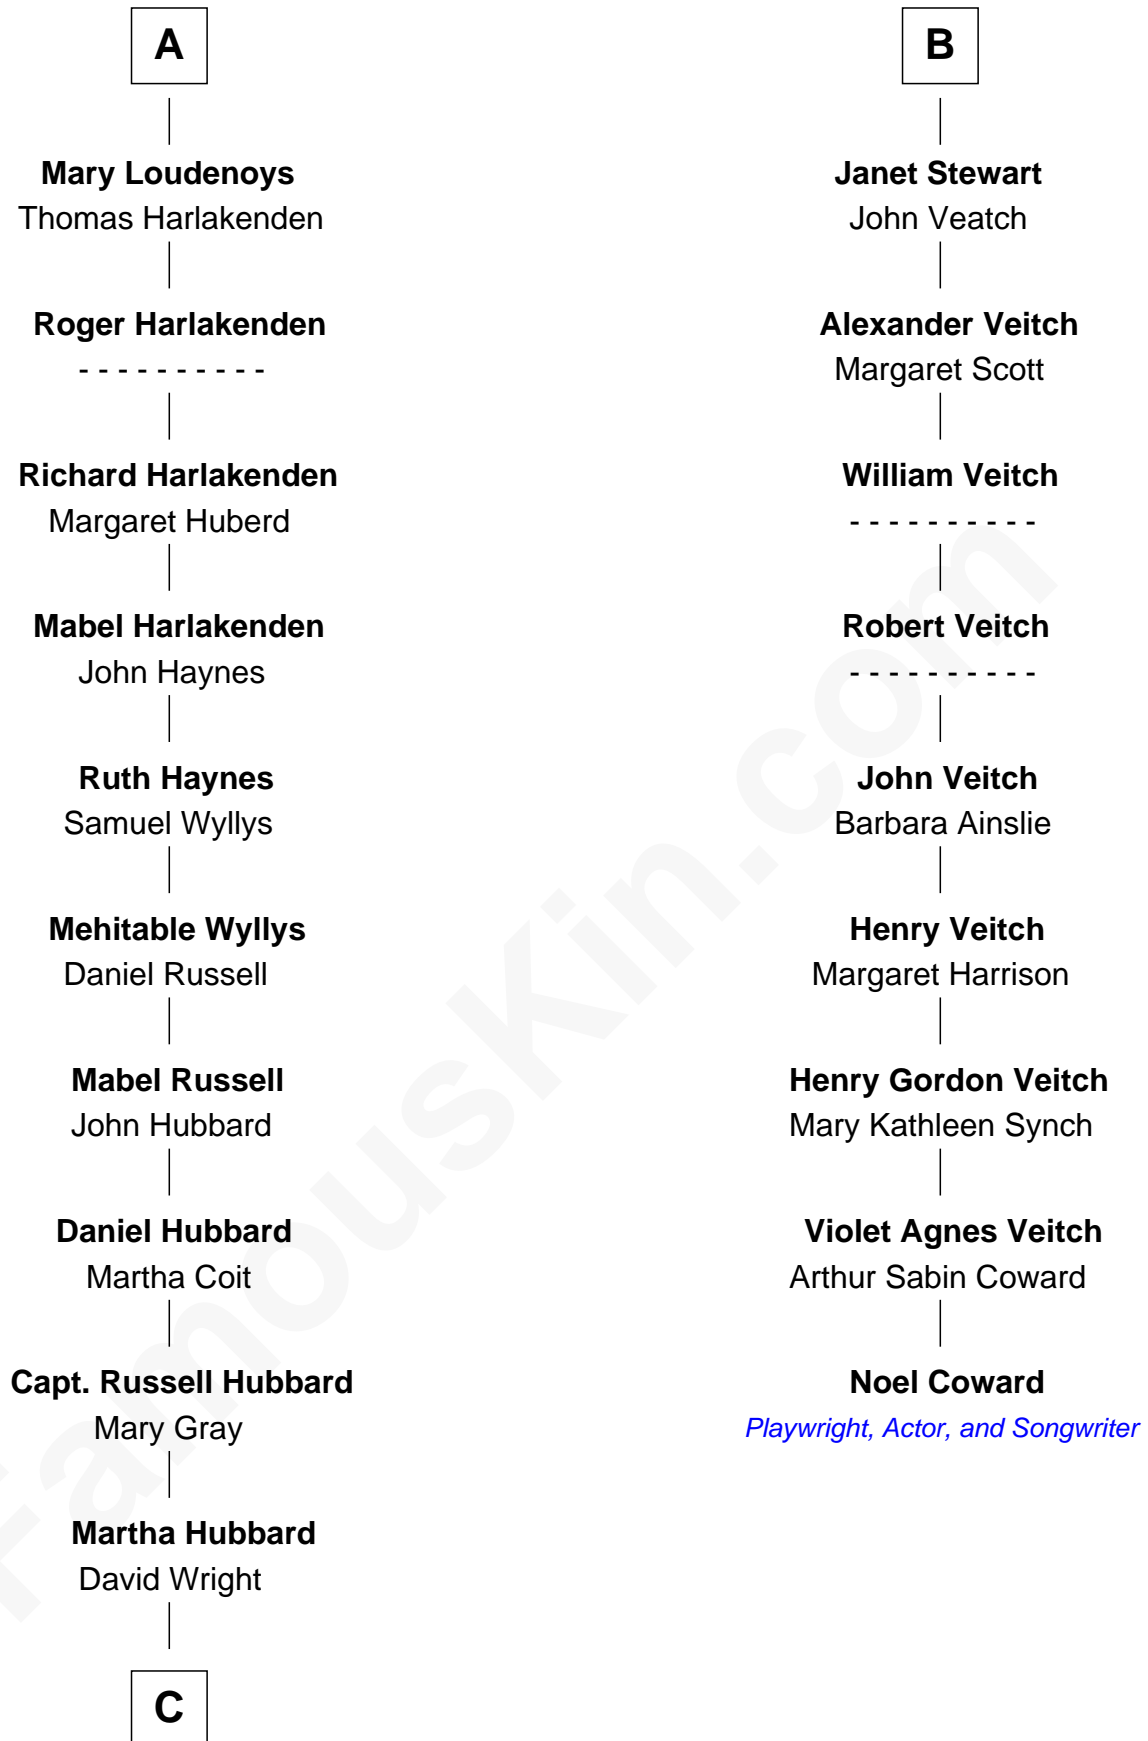 A
Mary Loudenoys
Thomas Harlakenden
Roger Harlakenden
- - - - - - - - - -
Richard Harlakenden
Margaret Huberd
Mabel Harlakenden
John Haynes
Ruth Haynes
Samuel Wyllys
Mehitable Wyllys
Daniel Russell
Mabel Russell
John Hubbard
Daniel Hubbard
Martha Coit
Capt. Russell Hubbard
Mary Gray
Martha Hubbard
David Wright
C
B
Janet Stewart
John Veatch
Alexander Veitch
Margaret Scott
William Veitch
- - - - - - - - - -
Robert Veitch
- - - - - - - - - -
John Veitch
Barbara Ainslie
Henry Veitch
Margaret Harrison
Henry Gordon Veitch
Mary Kathleen Synch
Violet Agnes Veitch
Arthur Sabin Coward
Noel Coward
Playwright, Actor, and Songwriter
FamousKin.com